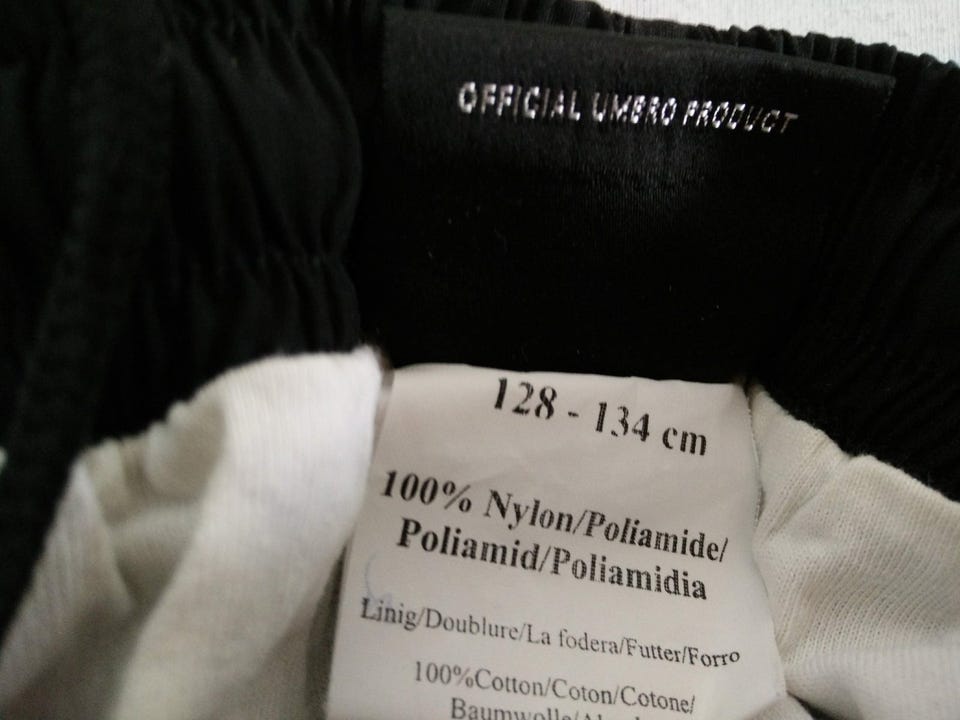 OFFICIAL UMBRO PRODUCT
128 - 134 cm
100% Nylon/Poliamide/
Poliamid/Poliamidia
Linig/Doublure/La fodera/Futter/Forro
100%Cotton/Coton/Cotone/
Baumwolle/